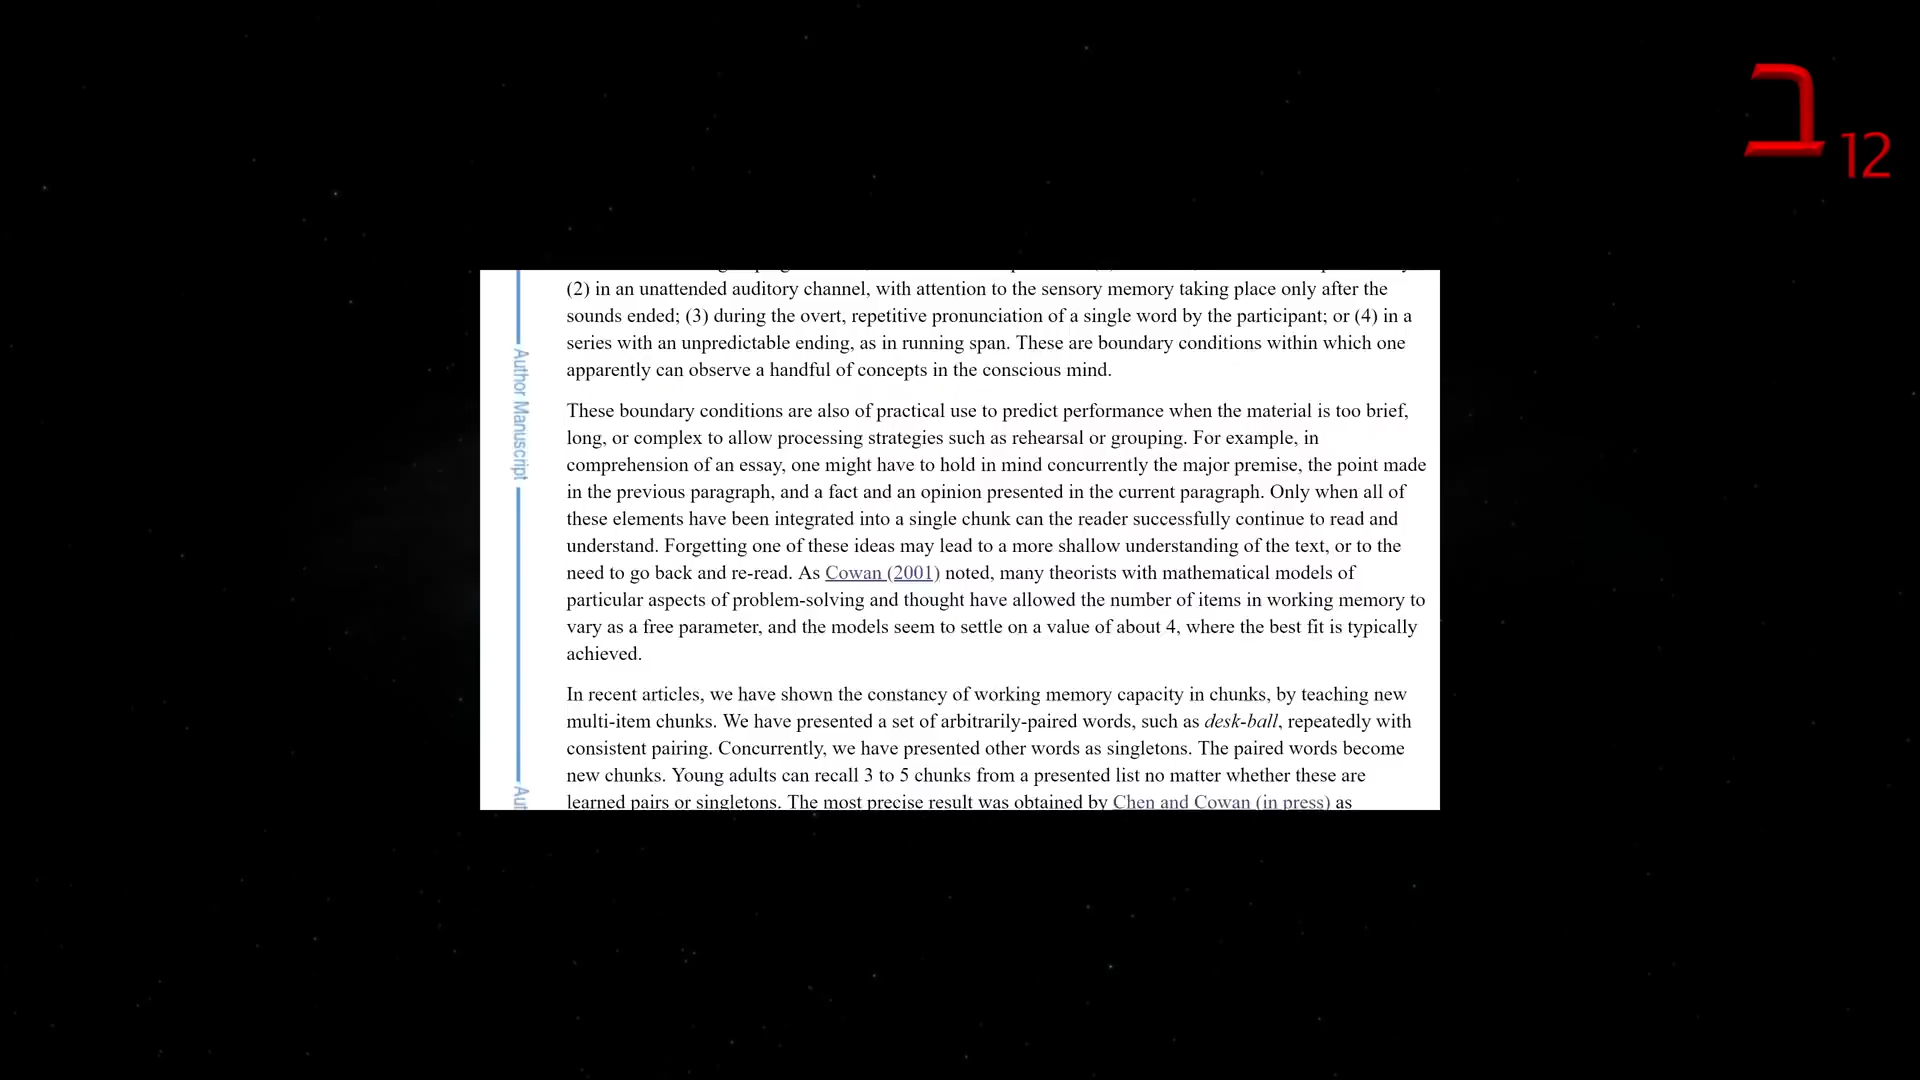 ב 12
(2) in an unattended auditory channel, with attention to the sensory memory taking place only after the
sounds ended; (3) during the overt, repetitive pronunciation of a single word by the participant; or (4) in a
series with an unpredictable ending, as in running span. These are boundary conditions within which one
apparently can observe a handful of concepts in the conscious mind.
These boundary conditions are also of practical use to predict performance when the material is too brief,
long, or complex to allow processing strategies such as rehearsal or grouping. For example, in
comprehension of an essay, one might have to hold in mind concurrently the major premise, the point made
in the previous paragraph, and a fact and an opinion presented in the current paragraph. Only when all of
these elements have been integrated into a single chunk can the reader successfully continue to read and
understand. Forgetting one of these ideas may lead to a more shallow understanding of the text, or to the
need to go back and re-read. As Cowan (2001) noted, many theorists with mathematical models of
particular aspects of problem-solving and thought have allowed the number of items in working memory to
vary as a free parameter, and the models seem to settle on a value of about 4, where the best fit is typically
achieved.
In recent articles, we have shown the constancy of working memory capacity in chunks, by teaching new
multi-item chunks. We have presented a set of arbitrarily-paired words, such as desk-ball, repeatedly with
consistent pairing. Concurrently, we have presented other words as singletons. The paired words become
new chunks. Young adults can recall 3 to 5 chunks from a presented list no matter whether these are
learned pairs or singletons. The most precise result was obtained by Chen and Cowan (in press) as
Author Manuscript
Aut